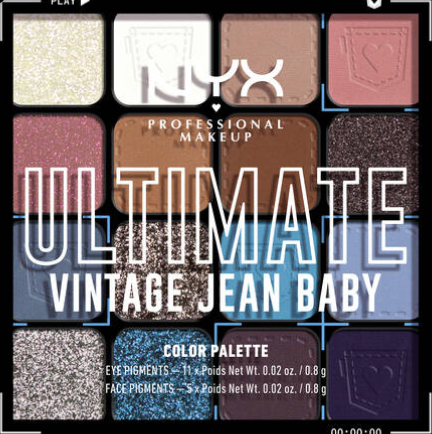 PLAY
NYX
PROFESSIONAL
MAKEUP
ULTIMATE
VINTAGE JEAN BABY
COLOR PALETTE
EYE PIGMENTS – 11 x Poids Net Wt. 0.02 oz. / 0.8 g
FACE PIGMENTS – 5 x Poids Net Wt. 0.02 oz. / 0.8 g
00:00:00